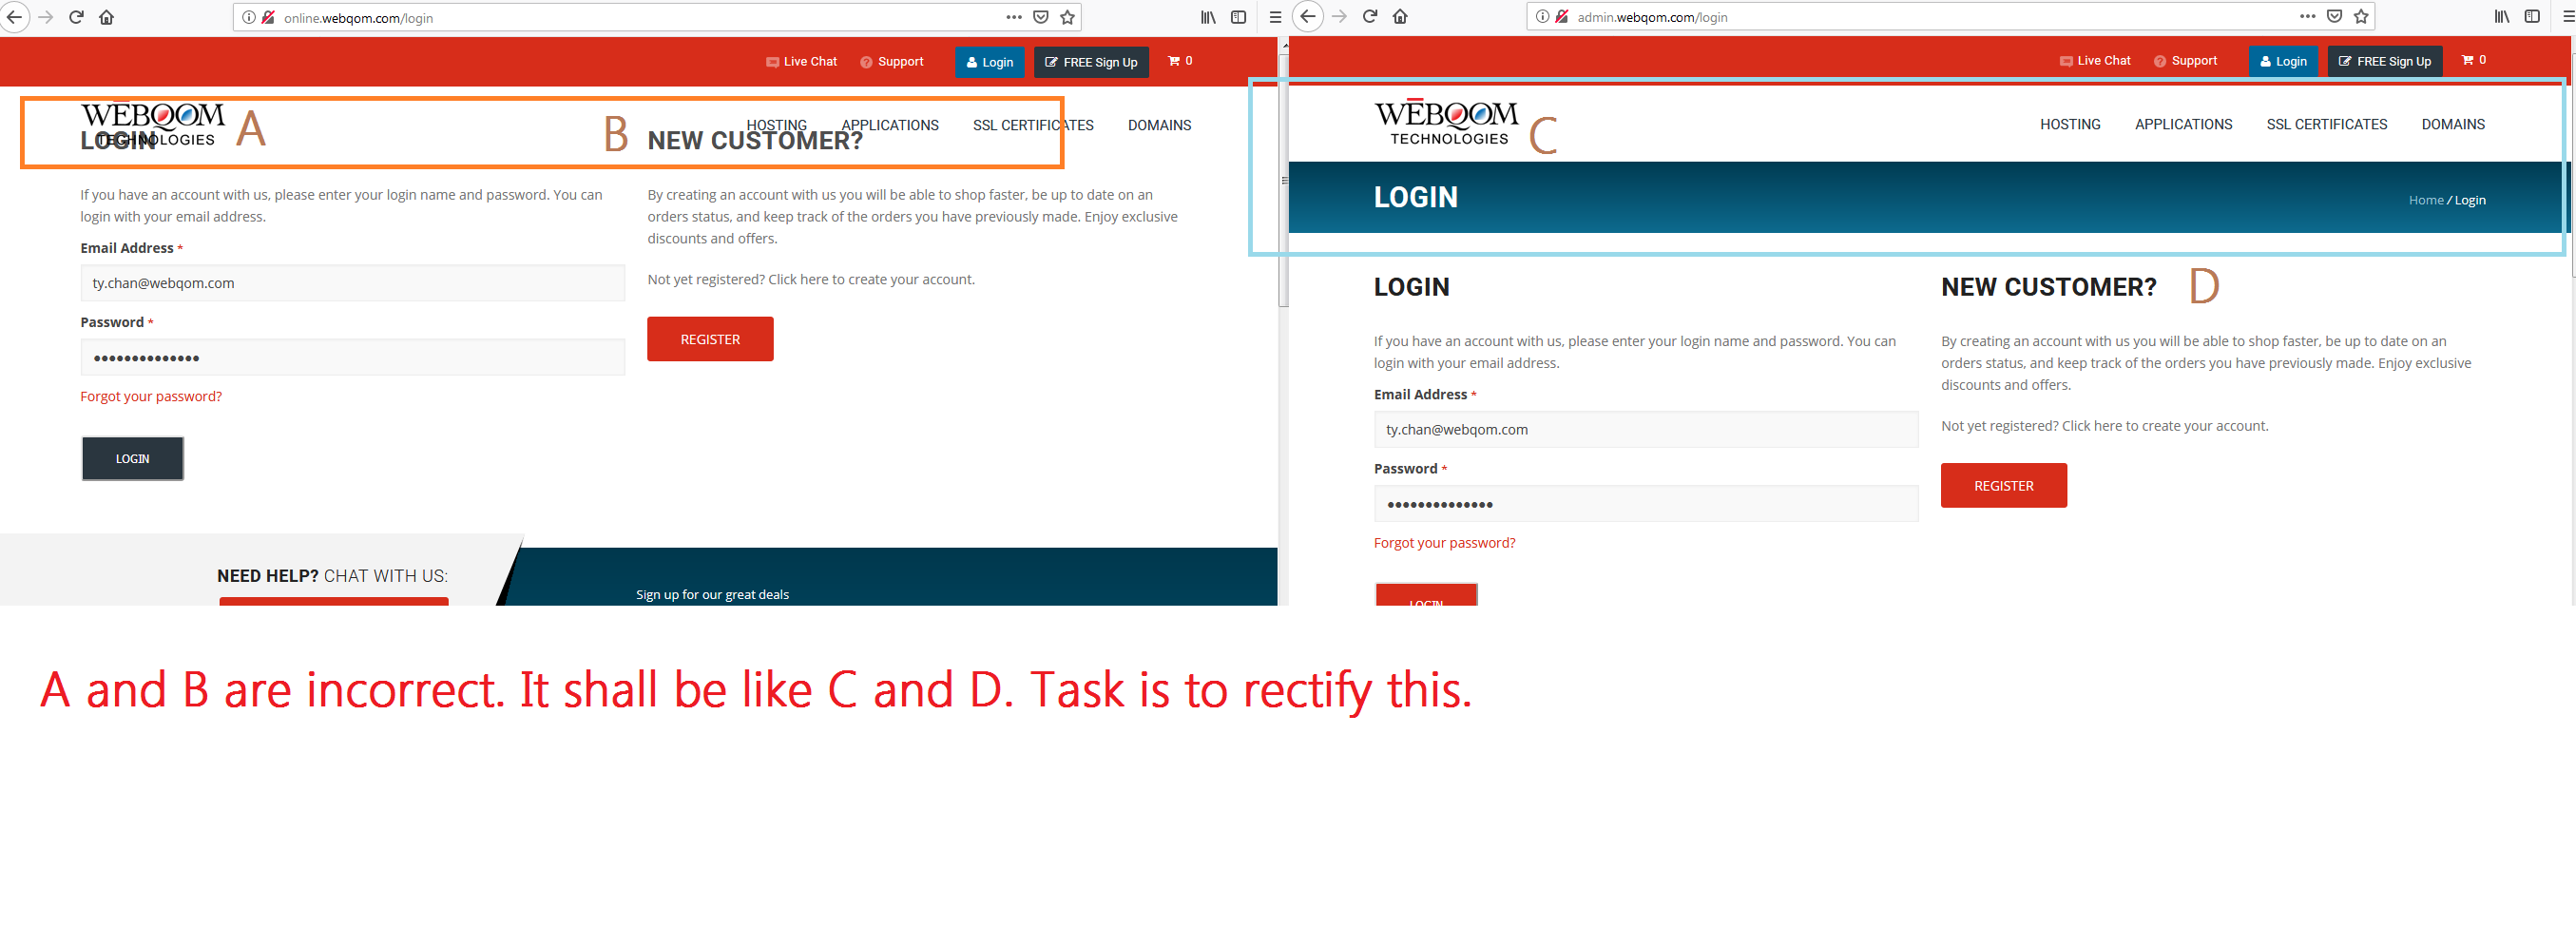 online.webqom.com/login
Live Chat
Support
Login
FREE Sign Up
0
WEBQOM
TECHNOLOGIES
A
B
HOSTING
APPLICATIONS
SSL CERTIFICATES
DOMAINS
LOGIN
NEW CUSTOMER?
If you have an account with us, please enter your login name and password. You can
login with your email address.
Email Address *
ty.chan@webqom.com
Password *
Forgot your password?
LOGIN
By creating an account with us you will be able to shop faster, be up to date on an
orders status, and keep track of the orders you have previously made. Enjoy exclusive
discounts and offers.
Not yet registered? Click here to create your account.
REGISTER
NEED HELP? CHAT WITH US:
Sign up for our great deals
admin.webqom.com/login
Live Chat
Support
Login
FREE Sign Up
0
WĒBQOM
TECHNOLOGIES
C
HOSTING
APPLICATIONS
SSL CERTIFICATES
DOMAINS
LOGIN
Home / Login
LOGIN
NEW CUSTOMER?
D
If you have an account with us, please enter your login name and password. You can
login with your email address.
Email Address *
ty.chan@webqom.com
Password *
Forgot your password?
LOGIN
By creating an account with us you will be able to shop faster, be up to date on an
orders status, and keep track of the orders you have previously made. Enjoy exclusive
discounts and offers.
Not yet registered? Click here to create your account.
REGISTER
A and B are incorrect. It shall be like C and D. Task is to rectify this.